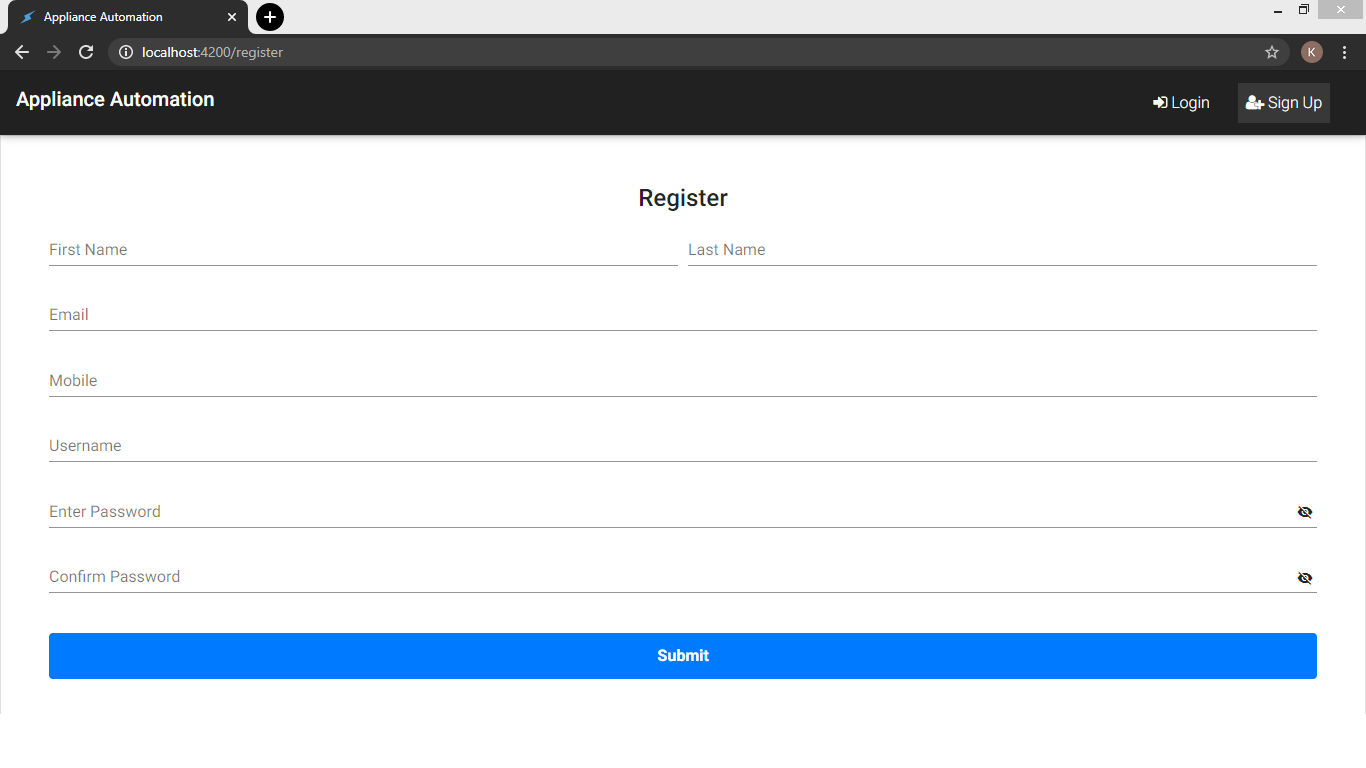 Appliance Automation
localhost:4200/register
K
Appliance Automation
Login
Sign Up
Register
First Name
Last Name
Email
Mobile
Username
Enter Password
Confirm Password
Submit